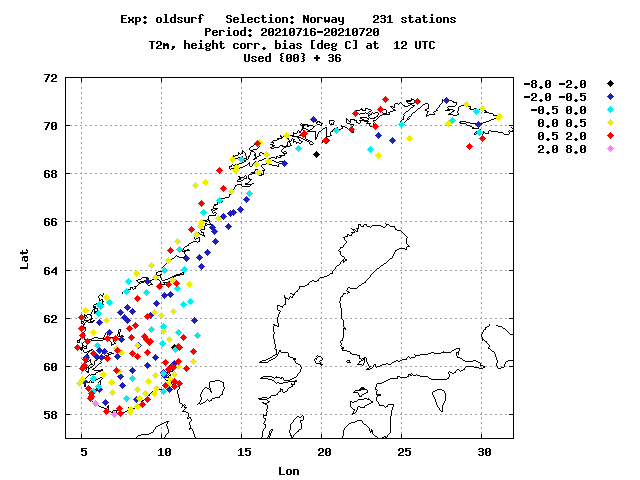 Exp: oldsurf   Selection: Norway    231 stations
Period: 20210716-20210720
T2m, height corr. bias [deg C] at  12 UTC
Used {00} + 36
-8.0 -2.0
-2.0 -0.5
-0.5 0.0
0.0 0.5
0.5 2.0
2.0 8.0
72
70
68
66
64
62
60
58
Lat
5 10 15 20 25 30
Lon